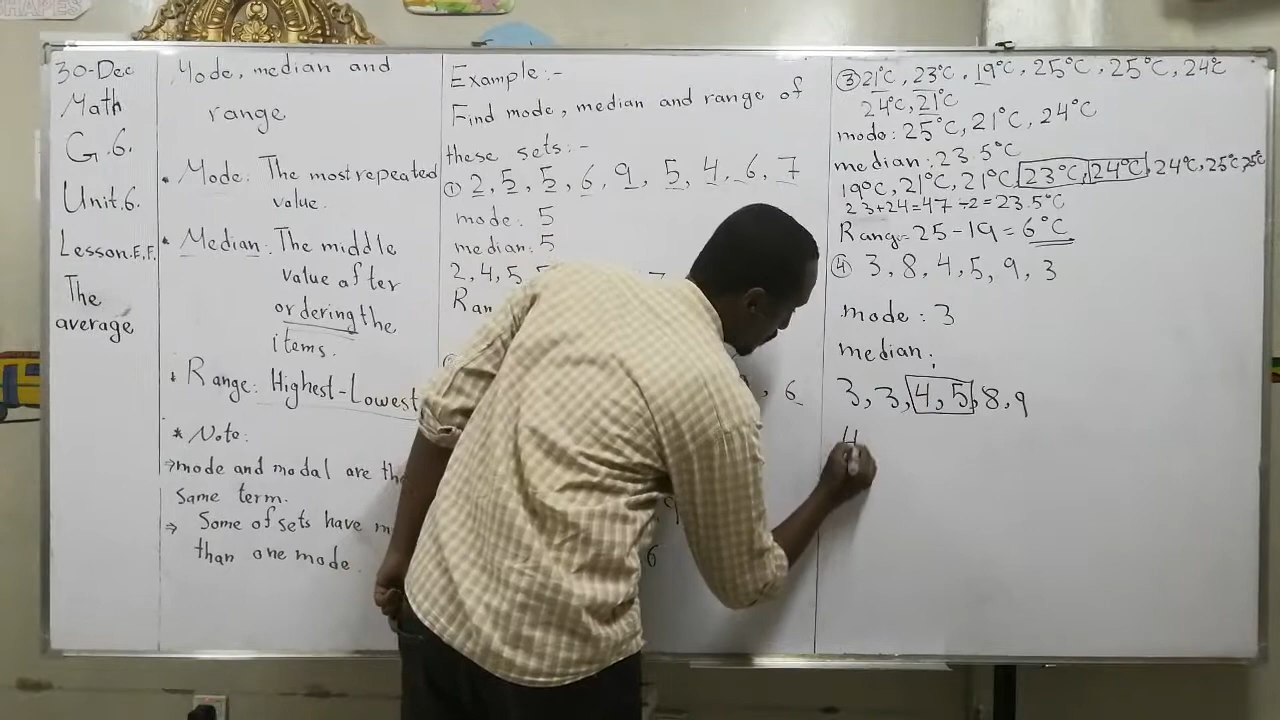 SHAPES
30-Dec
Math
G.6.
Unit.6.
Lesson.E,F.
The
average
Mode, median and
range
• Mode: The most repeated
value.
• Median: The middle
value after
ordering the
items.
• Range: Highest-Lowest
* Note:
⇒mode and modal are the
same term.
⇒ Some of sets have
than one mode.
Example:-
Find mode, median and range of
these sets:-
① 2, 5, 5, 6, 9, 5, 4, 6, 7
mode: 5
median: 5
2, 4, 5, 5
, 6
6
③ 21°C, 23°C, 19°C, 25°C, 25°C, 24°C
24°C, 21°C
mode: 25°C, 21°C, 24°C
median: 23.5°C
19°C, 21°C, 21°C, 23°C, 24°C, 24°C, 25°C, 25°C
23+24=47 ÷2=23.5°C
Range=25-19=6°C
④ 3, 8, 4, 5, 9, 3
mode: 3
median:
3, 3, 4, 5, 8, 9
4